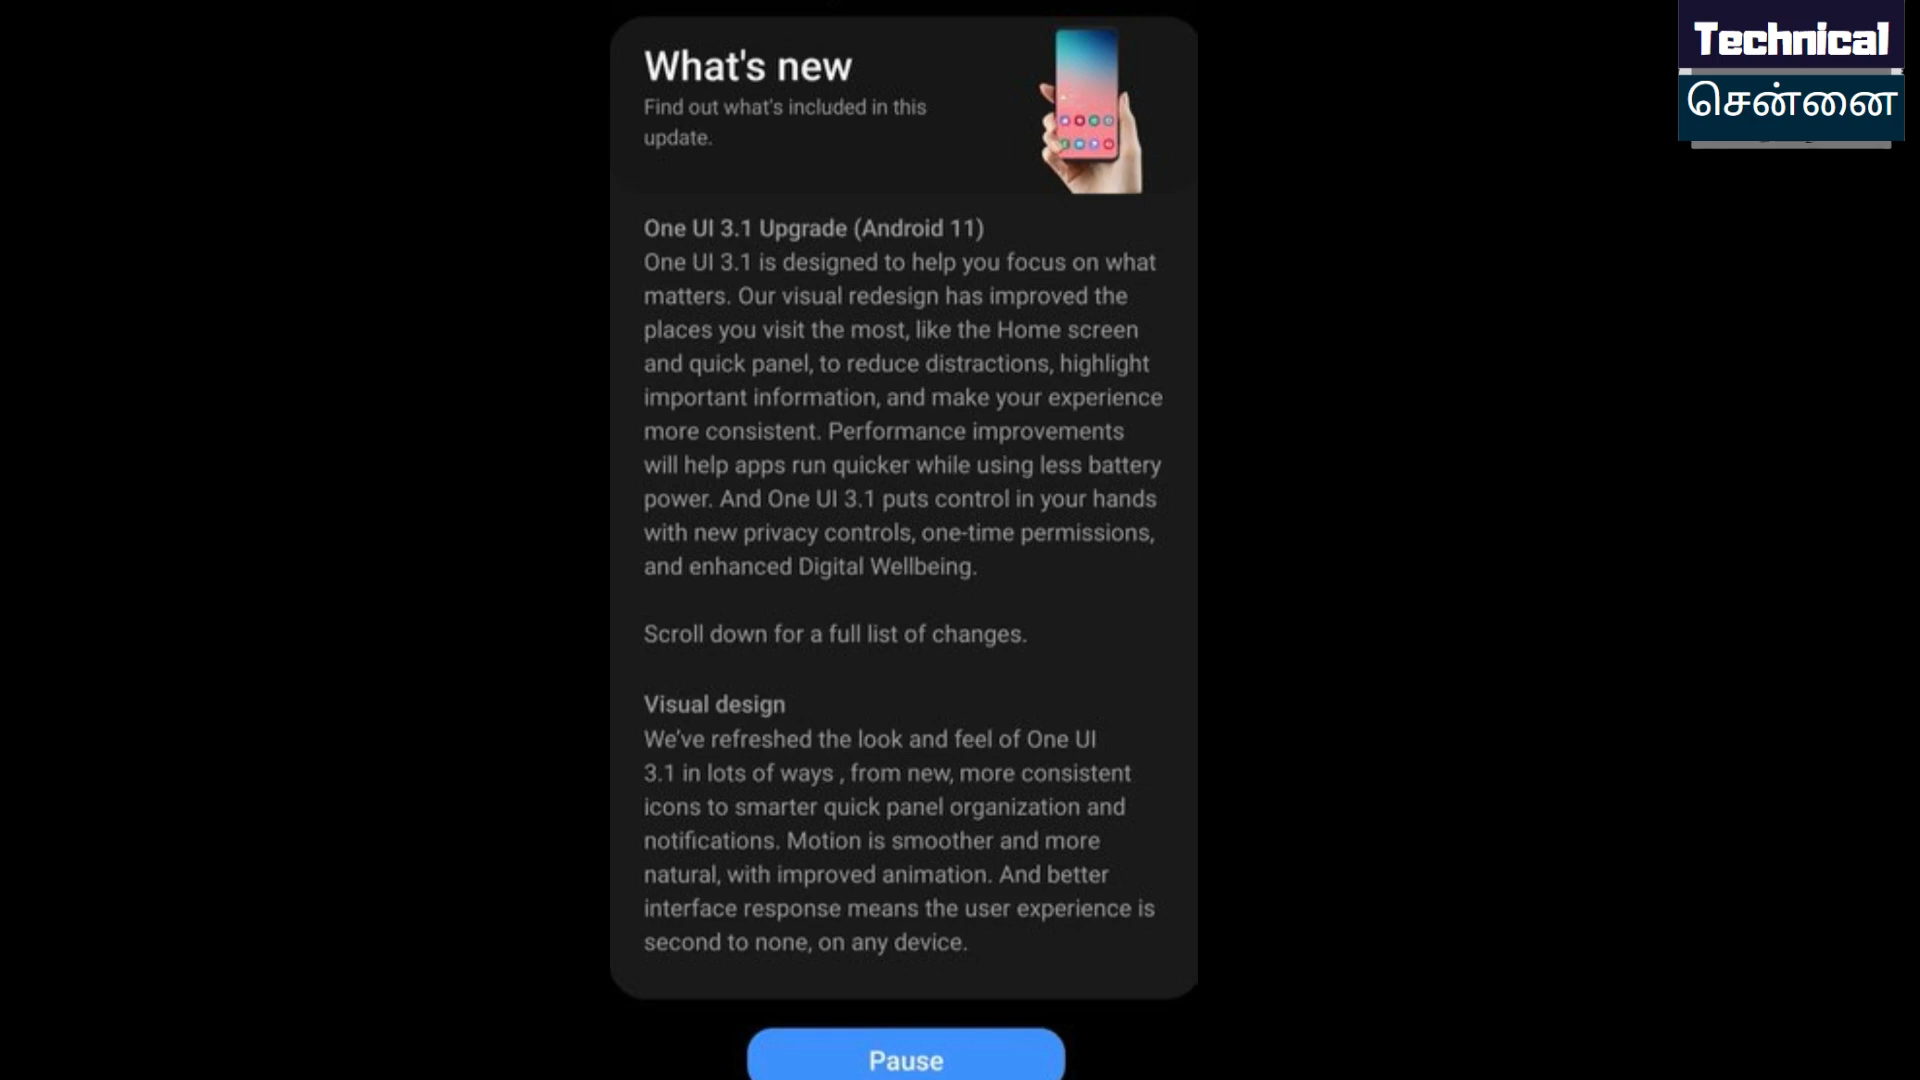 What's new
Find out what's included in this
update.
One UI 3.1 Upgrade (Android 11)
One UI 3.1 is designed to help you focus on what
matters. Our visual redesign has improved the
places you visit the most, like the Home screen
and quick panel, to reduce distractions, highlight
important information, and make your experience
more consistent. Performance improvements
will help apps run quicker while using less battery
power. And One UI 3.1 puts control in your hands
with new privacy controls, one-time permissions,
and enhanced Digital Wellbeing.
Scroll down for a full list of changes.
Visual design
We've refreshed the look and feel of One UI
3.1 in lots of ways , from new, more consistent
icons to smarter quick panel organization and
notifications. Motion is smoother and more
natural, with improved animation. And better
interface response means the user experience is
second to none, on any device.
Pause
Technical
சென்னை